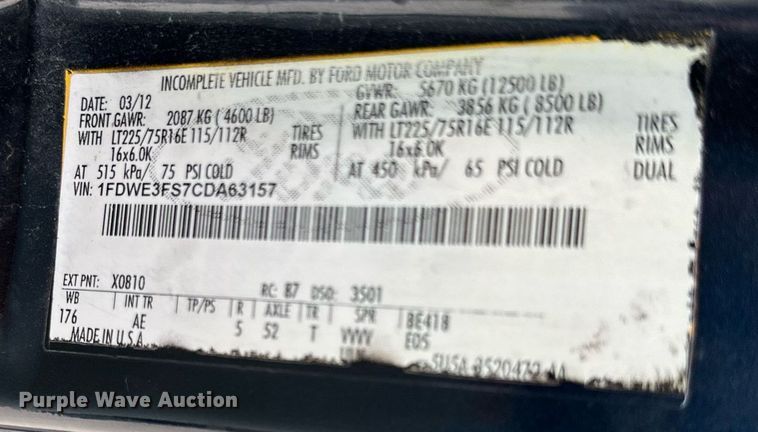 INCOMPLETE VEHICLE MFD. BY FORD MOTOR COMPANY
DATE: 03/12 GVWR: 5670 KG (12500 LB)
FRONT GAWR: 2087 KG ( 4600 LB) REAR GAWR: 3856 KG ( 8500 LB)
WITH LT225/75R16E 115/112R TIRES WITH LT225/75R16E 115/112R TIRES
16x6.0K RIMS 16x6.0K RIMS
AT 515 kPa/ 75 PSI COLD AT 450 kPa/ 65 PSI COLD DUAL
VIN: 1FDWE3FS7CDA63157
EXT PNT: X0810 RC: 87 DSO: 3501
WB INT TR TP/PS R AXLE TR SPR BE418
176 AE 5 52 T VVVV EOS
MADE IN U.S.A.
Purple Wave Auction